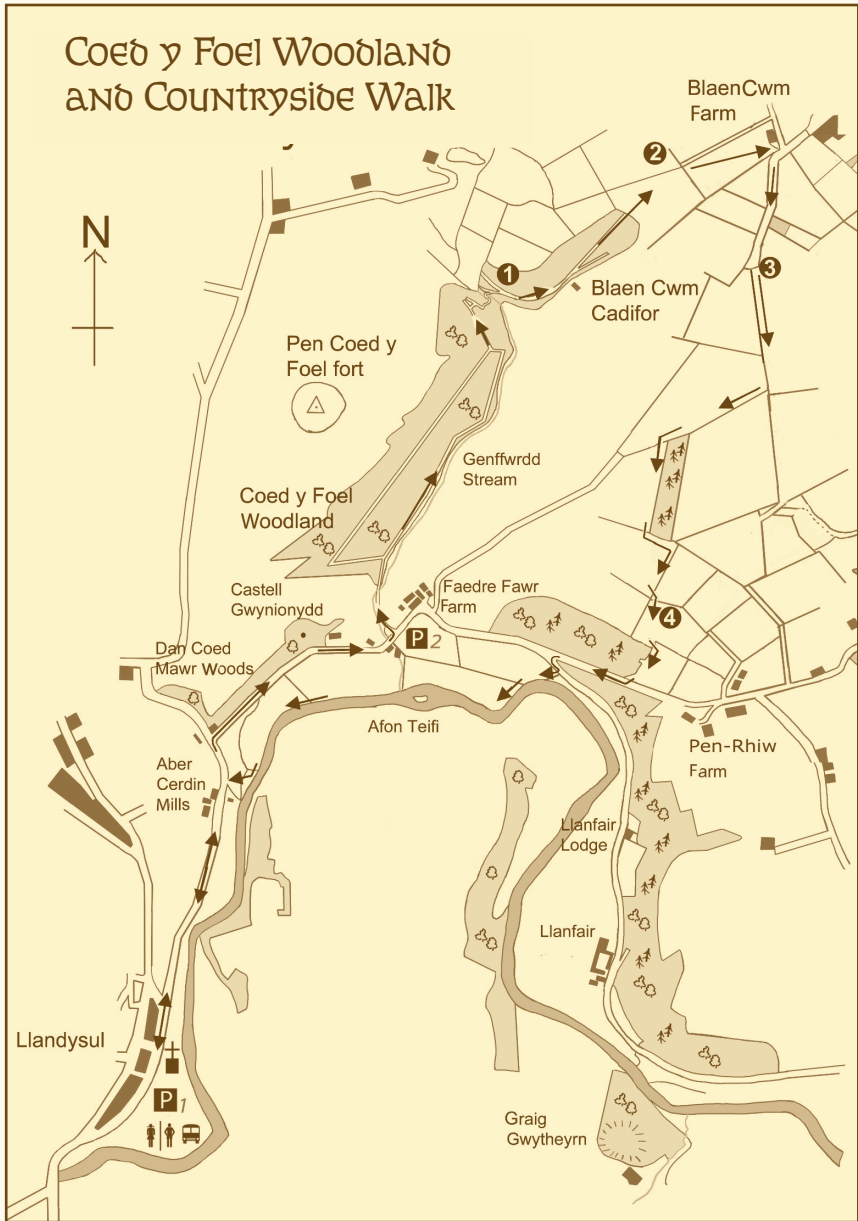 Coed y Foel Woodland
and Countryside Walk
BlaenCwm
Farm
2
N
3
1
Blaen Cwm
Cadifor
Pen Coed y
Foel fort
Genffwrdd
Stream
Coed y Foel
Woodland
Castell
Gwynionydd
Faedre Fawr
Farm
4
P2
Dan Coed
Mawr Woods
Afon Teifi
Pen-Rhiw
Farm
Aber
Cerdin
Mills
Llanfair
Lodge
Llanfair
Llandysul
P1
Graig
Gwytheyrn